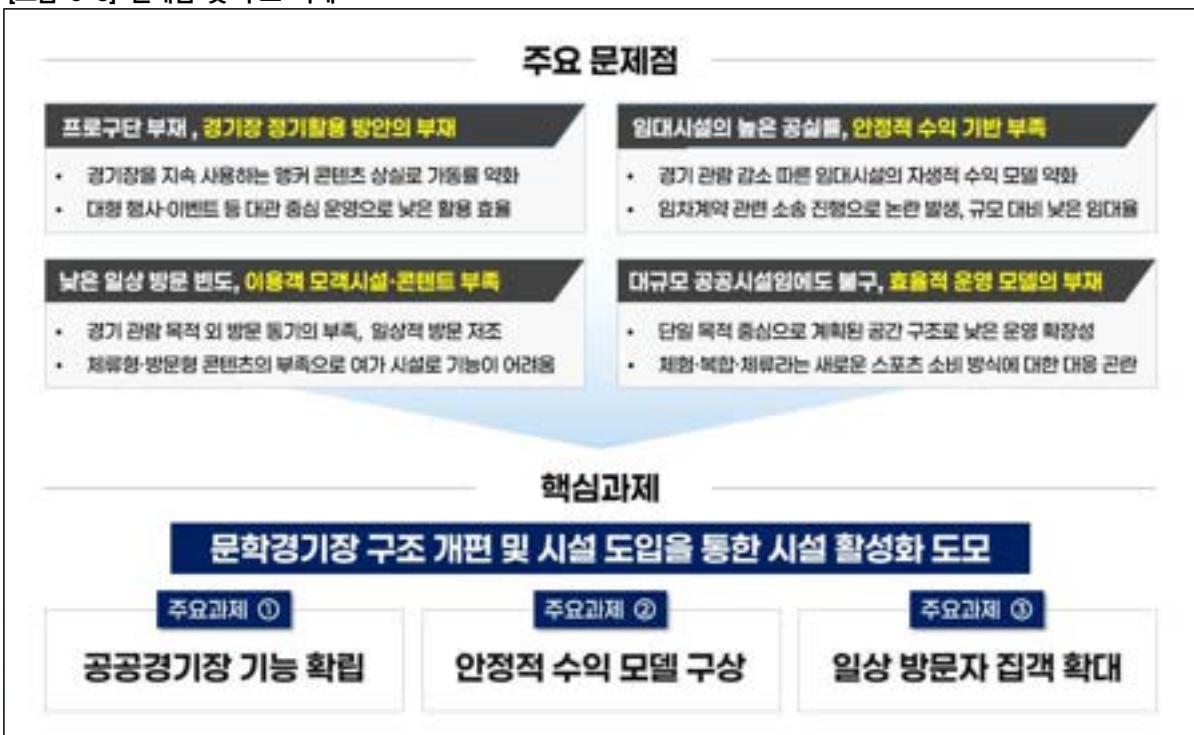 주요 문제점
프로구단 부재, 경기장 정기활용 방안의 부재
• 경기장을 지속 사용하는 앵커 콘텐츠 상실로 가동률 약화
• 대형 행사·이벤트 등 대관 중심 운영으로 낮은 활용 효율
임대시설의 높은 공실률, 안정적 수익 기반 부족
• 경기 관람 감소 따른 임대시설의 자생적 수익 모델 약화
• 임차계약 관련 소송 진행으로 논란 발생, 규모 대비 낮은 임대율
낮은 일상 방문 빈도, 이용객 모객시설·콘텐트 부족
• 경기 관람 목적 외 방문 동기의 부족, 일상적 방문 저조
• 체류형·방문형 콘텐츠의 부족으로 여가 시설로 기능이 어려움
대규모 공공시설임에도 불구, 효율적 운영 모델의 부재
• 단일 목적 중심으로 계획된 공간 구조로 낮은 운영 확장성
• 체험·복합·체류라는 새로운 스포츠 소비 방식에 대한 대응 곤란
핵심과제
문학경기장 구조 개편 및 시설 도입을 통한 시설 활성화 도모
주요과제 ①
공공경기장 기능 확립
주요과제 ②
안정적 수익 모델 구상
주요과제 ③
일상 방문자 집객 확대